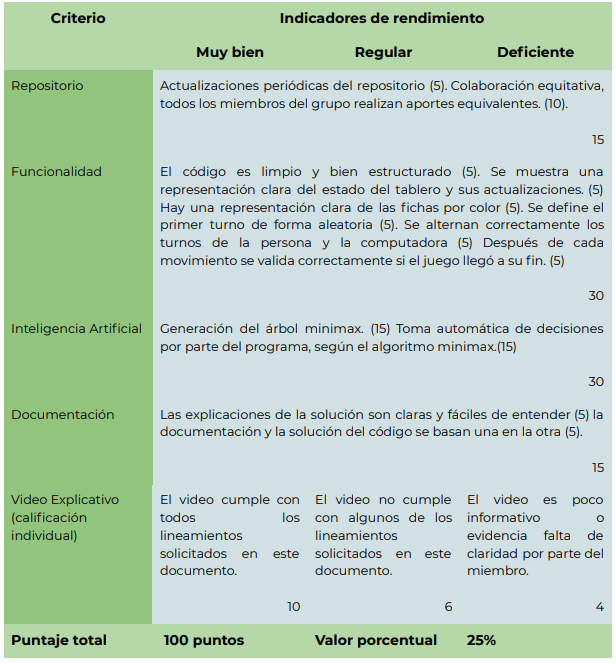 Criterio
Indicadores de rendimiento
Muy bien
Regular
Deficiente
Repositorio
Actualizaciones periódicas del repositorio (5). Colaboración equitativa,
todos los miembros del grupo realizan aportes equivalentes. (10).
15
Funcionalidad
El código es limpio y bien estructurado (5). Se muestra una
representación clara del estado del tablero y sus actualizaciones. (5)
Hay una representación clara de las fichas por color (5). Se define el
primer turno de forma aleatoria (5). Se alternan correctamente los
turnos de la persona y la computadora (5) Después de cada
movimiento se valida correctamente si el juego llegó a su fin. (5)
30
Inteligencia Artificial
Generación del árbol minimax. (15) Toma automática de decisiones
por parte del programa, según el algoritmo minimax.(15)
30
Documentación
Las explicaciones de la solución son claras y fáciles de entender (5) la
documentación y la solución del código se basan una en la otra (5).
15
Video Explicativo
(calificación
individual)
El video cumple con
todos los
lineamientos
solicitados en este
documento.
10
El video no cumple
con algunos de los
lineamientos
solicitados en este
documento.
6
El video es poco
informativo o
evidencia falta de
claridad por parte del
miembro.
4
Puntaje total
100 puntos
Valor porcentual
25%